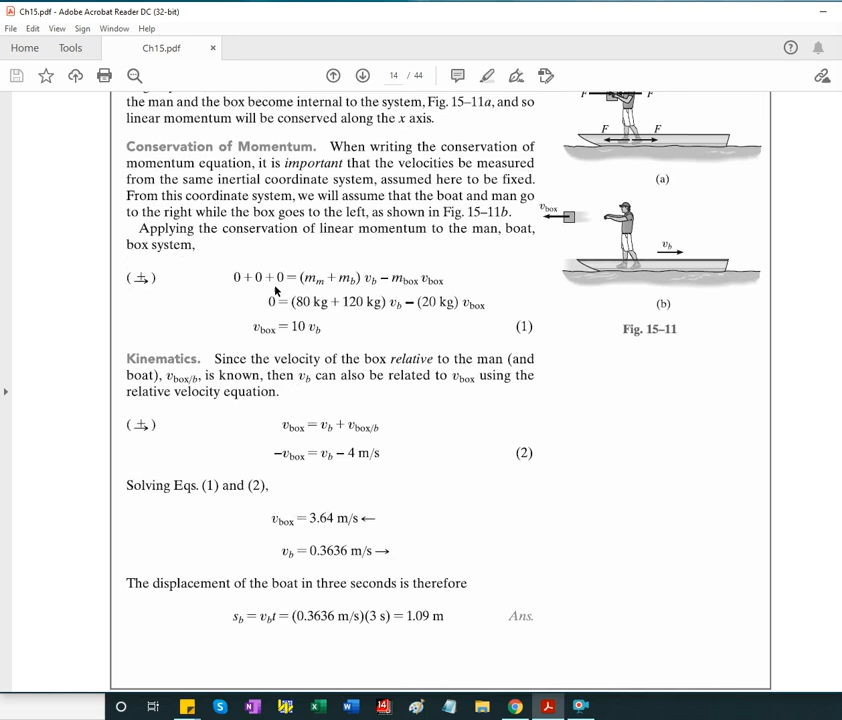 Ch15.pdf - Adobe Acrobat Reader DC (32-bit)
File Edit View Sign Window Help
Home Tools Ch15.pdf ×
14 / 44
the man and the box become internal to the system, Fig. 15–11a, and so
linear momentum will be conserved along the x axis.
Conservation of Momentum. When writing the conservation of
momentum equation, it is important that the velocities be measured
from the same inertial coordinate system, assumed here to be fixed.
From this coordinate system, we will assume that the boat and man go
to the right while the box goes to the left, as shown in Fig. 15–11b.
Applying the conservation of linear momentum to the man, boat,
box system,
(+→) 0 + 0 + 0 = (m_m + m_b) v_b − m_box v_box
0 = (80 kg + 120 kg) v_b − (20 kg) v_box
v_box = 10 v_b (1)
Kinematics. Since the velocity of the box relative to the man (and
boat), v_box/b, is known, then v_b can also be related to v_box using the
relative velocity equation.
(+→) v_box = v_b + v_box/b
−v_box = v_b − 4 m/s (2)
Solving Eqs. (1) and (2),
v_box = 3.64 m/s ←
v_b = 0.3636 m/s →
The displacement of the boat in three seconds is therefore
s_b = v_b t = (0.3636 m/s)(3 s) = 1.09 m Ans.
F F
F F
(a)
v_box
v_b
(b)
Fig. 15–11